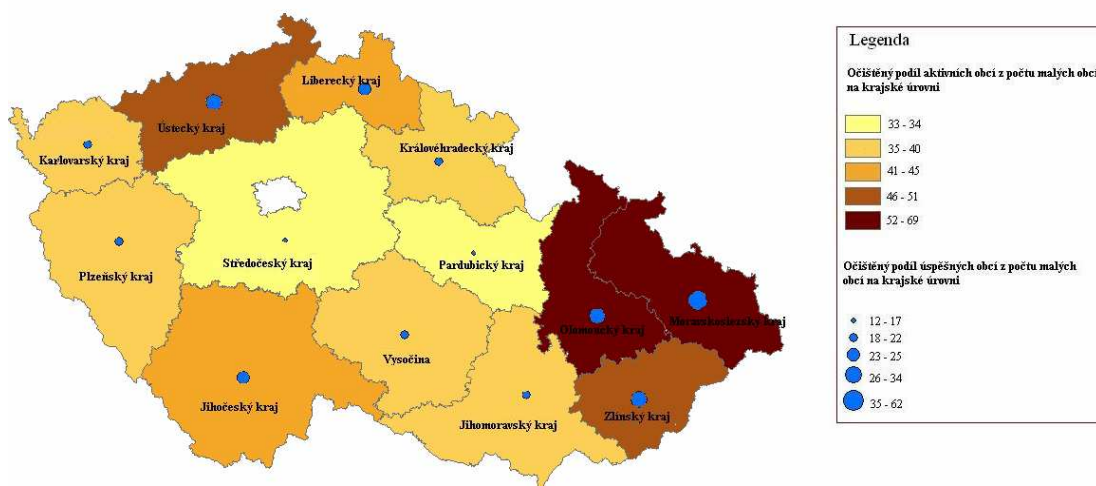 Liberecký kraj
Ústecký kraj
Karlovarský kraj
Královéhradecký kraj
Středočeský kraj
Pardubický kraj
Plzeňský kraj
Olomoucký kraj
Moravskoslezský kraj
Vysočina
Jihočeský kraj
Jihomoravský kraj
Zlínský kraj
Legenda
Očištěný podíl aktivních obcí z počtu malých obcí
na krajské úrovni
33 - 34
35 - 40
41 - 45
46 - 51
52 - 69
Očištěný podíl úspěšných obcí z počtu malých
obcí na krajské úrovni
12 - 17
18 - 22
23 - 25
26 - 34
35 - 62